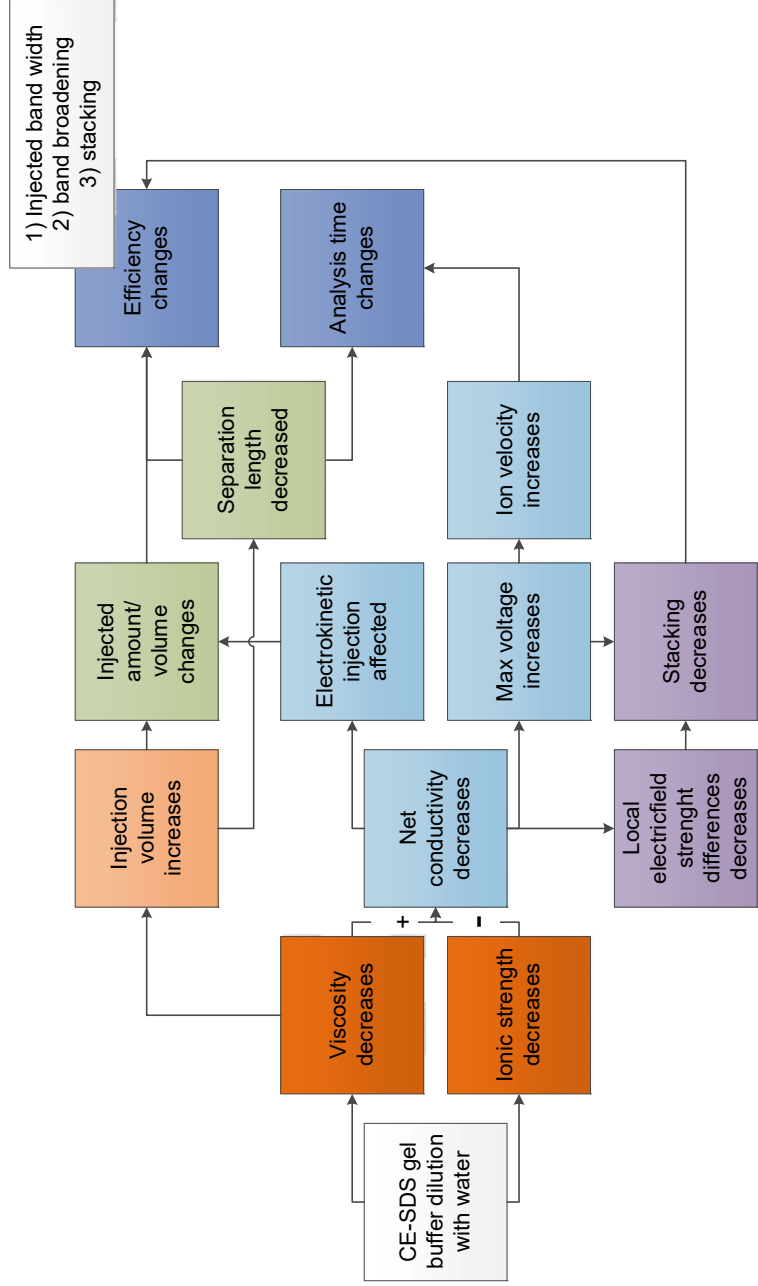 CE-SDS gel
buffer dilution
with water
Viscosity
decreases
Ionic strength
decreases
+
-
Injection
volume
increases
Net
conductivity
decreases
Local
electricfield
strenght
differences
decreases
Injected
amount/
volume
changes
Electrokinetic
injection
affected
Max voltage
increases
Stacking
decreases
Separation
length
decreased
Ion velocity
increases
Efficiency
changes
Analysis time
changes
1) Injected band width
2) band broadening
3) stacking